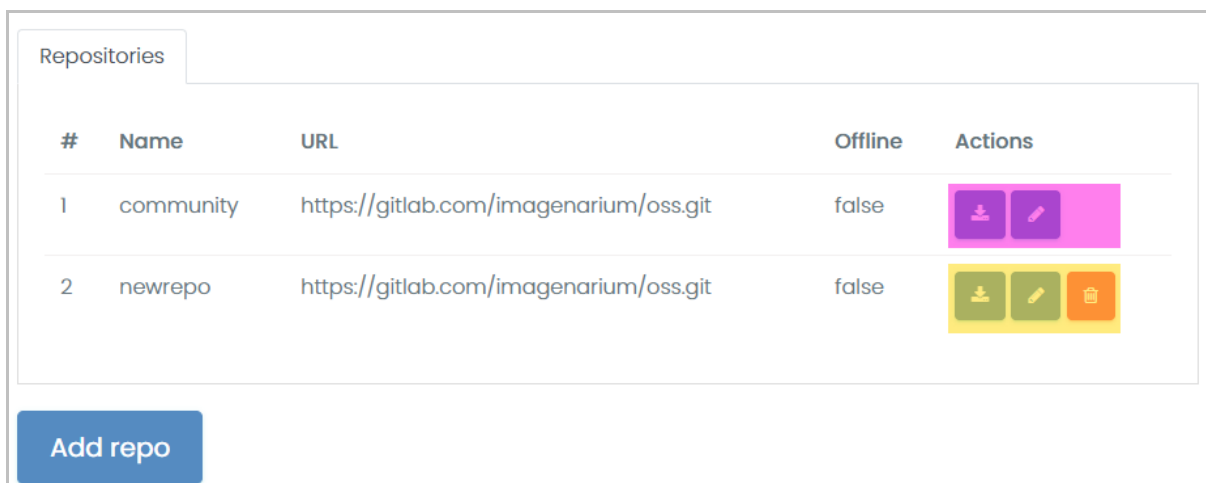 Repositories
# Name URL Offline Actions
1 community https://gitlab.com/imagenarium/oss.git false
2 newrepo https://gitlab.com/imagenarium/oss.git false
Add repo